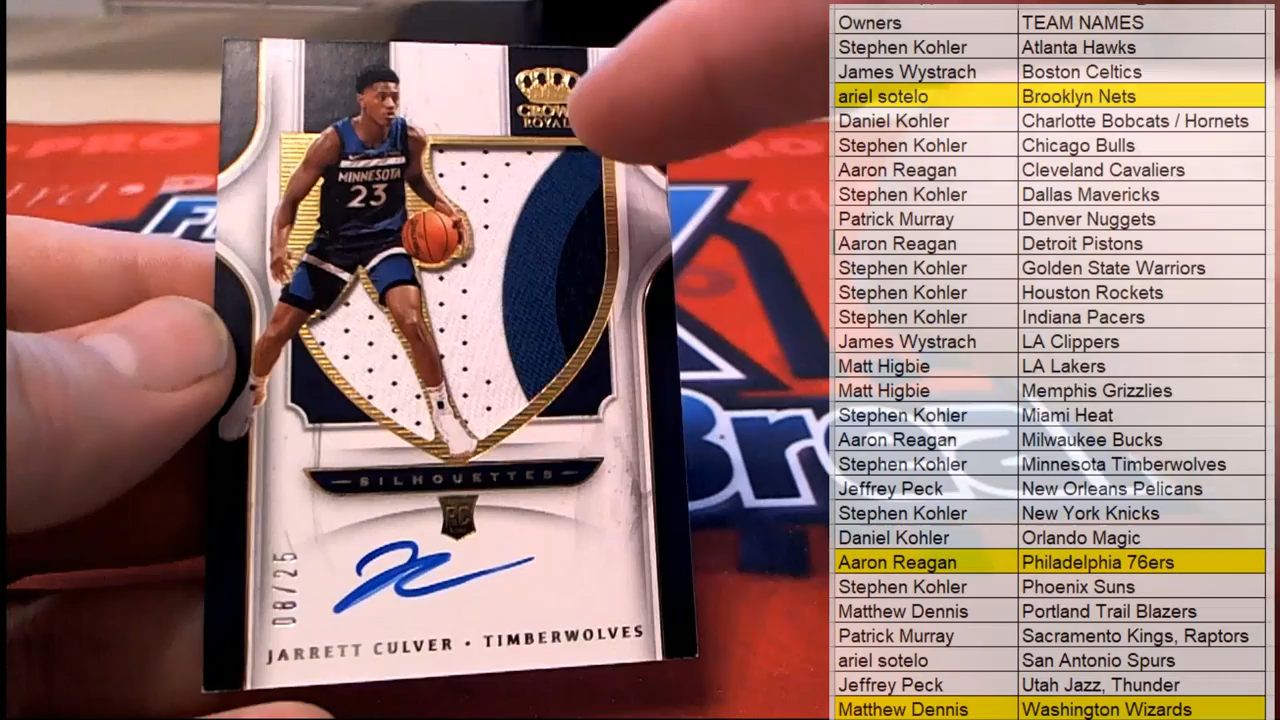 CROWN
ROYALE
MINNESOTA
23
SILHOUETTES
RC
08/25
JARRETT CULVER • TIMBERWOLVES
Owners TEAM NAMES
Stephen Kohler Atlanta Hawks
James Wystrach Boston Celtics
ariel sotelo Brooklyn Nets
Daniel Kohler Charlotte Bobcats / Hornets
Stephen Kohler Chicago Bulls
Aaron Reagan Cleveland Cavaliers
Stephen Kohler Dallas Mavericks
Patrick Murray Denver Nuggets
Aaron Reagan Detroit Pistons
Stephen Kohler Golden State Warriors
Stephen Kohler Houston Rockets
Stephen Kohler Indiana Pacers
James Wystrach LA Clippers
Matt Higbie LA Lakers
Matt Higbie Memphis Grizzlies
Stephen Kohler Miami Heat
Aaron Reagan Milwaukee Bucks
Stephen Kohler Minnesota Timberwolves
Jeffrey Peck New Orleans Pelicans
Stephen Kohler New York Knicks
Daniel Kohler Orlando Magic
Aaron Reagan Philadelphia 76ers
Stephen Kohler Phoenix Suns
Matthew Dennis Portland Trail Blazers
Patrick Murray Sacramento Kings, Raptors
ariel sotelo San Antonio Spurs
Jeffrey Peck Utah Jazz, Thunder
Matthew Dennis Washington Wizards